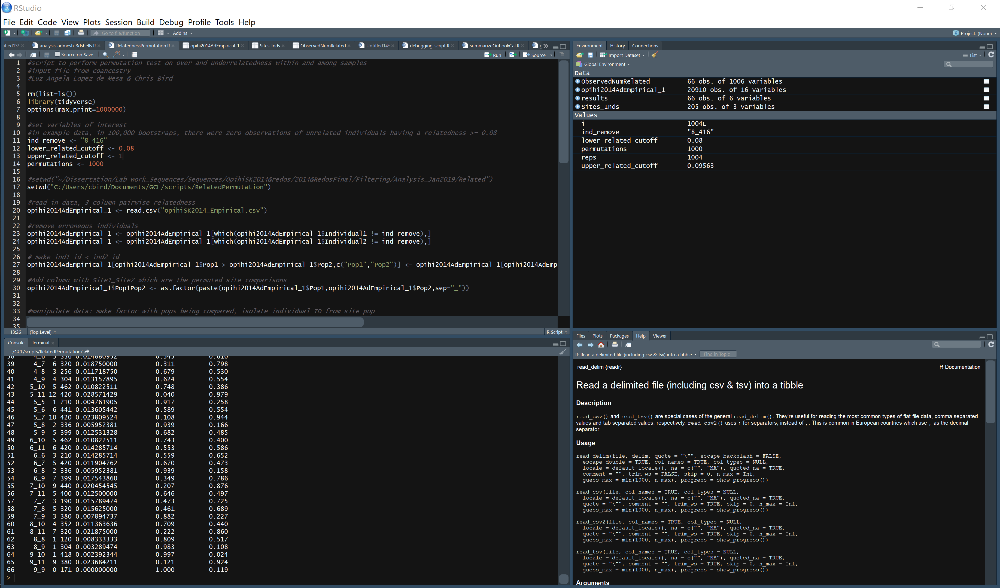 RStudio
File Edit Code View Plots Session Build Debug Profile Tools Help
Go to file/function Addins Project: (None)
itled13* analysis_admesh_3dshells.R RelatednessPermutation.R opihi2014AdEmpirical_1 Sites_Inds ObservedNumRelated Untitled14* debugging_script.R summarizeOutlookCal.R
Source on Save Run Source
1 #script to perform permutation test on over and underrelatedness within and among samples
2 #input file from coancestry
3 #Luz Angela Lopez de Mesa & Chris Bird
4
5 rm(list=ls())
6 library(tidyverse)
7 options(max.print=1000000)
8
9 #set variables of interest
10 #in example data, in 100,000 bootstraps, there were zero observations of unrelated individuals having a relatedness >= 0.08
11 ind_remove <- "8_416"
12 lower_related_cutoff <- 0.08
13 upper_related_cutoff <- 1
14 permutations <- 1000
15
16 #setwd("~/Dissertation/Lab work_Sequences/Sequences/OpihiSK2014&redos/2014&RedosFinal/Filtering/Analysis_Jan2019/Related")
17 setwd("C:/Users/cbird/Documents/GCL/scripts/RelatedPermutation")
18
19 #read in data, 3 column pairwise relatedness
20 opihi2014AdEmpirical_1 <- read.csv("opihiSK2014_Empirical.csv")
21
22 #remove erroneous individuals
23 opihi2014AdEmpirical_1 <- opihi2014AdEmpirical_1[which(opihi2014AdEmpirical_1$Individual1 != ind_remove),]
24 opihi2014AdEmpirical_1 <- opihi2014AdEmpirical_1[which(opihi2014AdEmpirical_1$Individual2 != ind_remove),]
25
26 # make ind1 id < ind2 id
27 opihi2014AdEmpirical_1[opihi2014AdEmpirical_1$Pop1 > opihi2014AdEmpirical_1$Pop2,c("Pop1","Pop2")] <- opihi2014AdEmpirical_1[opihi2014AdEmp
28
29 #Add column with Site1_Site2 which are the permuted site comparisons
30 opihi2014AdEmpirical_1$Pop1Pop2 <- as.factor(paste(opihi2014AdEmpirical_1$Pop1,opihi2014AdEmpirical_1$Pop2,sep="_"))
31
32
33 #manipulate data: make factor with pops being compared, isolate individual ID from site pop
34
35
13:26 (Top Level) R Script
Console Terminal
~/GCL/scripts/RelatedPermutation/
38 4_6 5 336 0.014880952 0.543 0.610
39 4_7 6 320 0.018750000 0.311 0.798
40 4_8 3 256 0.011718750 0.679 0.530
41 4_9 4 304 0.013157895 0.624 0.554
42 5_10 5 462 0.010822511 0.748 0.386
43 5_11 12 420 0.028571429 0.040 0.979
44 5_5 1 210 0.004761905 0.917 0.258
45 5_6 6 441 0.013605442 0.589 0.554
46 5_7 10 420 0.023809524 0.108 0.944
47 5_8 2 336 0.005952381 0.939 0.166
48 5_9 5 399 0.012531328 0.682 0.485
49 6_10 5 462 0.010822511 0.743 0.400
50 6_11 6 420 0.014285714 0.553 0.586
51 6_6 3 210 0.014285714 0.559 0.652
52 6_7 5 420 0.011904762 0.670 0.473
53 6_8 2 336 0.005952381 0.939 0.158
54 6_9 7 399 0.017543860 0.349 0.786
55 7_10 9 440 0.020454545 0.207 0.876
56 7_11 5 400 0.012500000 0.646 0.497
57 7_7 3 190 0.015789474 0.473 0.725
58 7_8 5 320 0.015625000 0.461 0.689
59 7_9 3 380 0.007894737 0.882 0.227
60 8_10 4 352 0.011363636 0.709 0.440
61 8_11 7 320 0.021875000 0.222 0.860
62 8_8 1 120 0.008333333 0.809 0.517
63 8_9 1 304 0.003289474 0.983 0.108
64 9_10 1 418 0.002392344 0.997 0.024
65 9_11 9 380 0.023684211 0.121 0.924
66 9_9 0 171 0.000000000 1.000 0.119
>
Environment History Connections
Import Dataset List
Global Environment
Data
ObservedNumRelated 66 obs. of 1006 variables
opihi2014AdEmpirical_1 20910 obs. of 16 variables
results 66 obs. of 6 variables
Sites_Inds 205 obs. of 3 variables
Values
i 1004L
ind_remove "8_416"
lower_related_cutoff 0.08
permutations 1000
reps 1004
upper_related_cutoff 0.09563
Files Plots Packages Help Viewer
R: Read a delimited file (including csv & tsv) into a tibble Find in Topic
read_delim {readr} R Documentation
Read a delimited file (including csv & tsv) into a tibble
Description
read_csv() and read_tsv() are special cases of the general read_delim(). They're useful for reading the most common types of flat file data, comma separated
values and tab separated values, respectively. read_csv2() uses ; for separators, instead of ,. This is common in European countries which use , as the decimal
separator.
Usage
read_delim(file, delim, quote = "\"", escape_backslash = FALSE,
escape_double = TRUE, col_names = TRUE, col_types = NULL,
locale = default_locale(), na = c("", "NA"), quoted_na = TRUE,
comment = "", trim_ws = FALSE, skip = 0, n_max = Inf,
guess_max = min(1000, n_max), progress = show_progress())
read_csv(file, col_names = TRUE, col_types = NULL,
locale = default_locale(), na = c("", "NA"), quoted_na = TRUE,
quote = "\"", comment = "", trim_ws = TRUE, skip = 0, n_max = Inf,
guess_max = min(1000, n_max), progress = show_progress())
read_csv2(file, col_names = TRUE, col_types = NULL,
locale = default_locale(), na = c("", "NA"), quoted_na = TRUE,
quote = "\"", comment = "", trim_ws = TRUE, skip = 0, n_max = Inf,
guess_max = min(1000, n_max), progress = show_progress())
read_tsv(file, col_names = TRUE, col_types = NULL,
locale = default_locale(), na = c("", "NA"), quoted_na = TRUE,
quote = "\"", comment = "", trim_ws = TRUE, skip = 0, n_max = Inf,
guess_max = min(1000, n_max), progress = show_progress())
Arguments